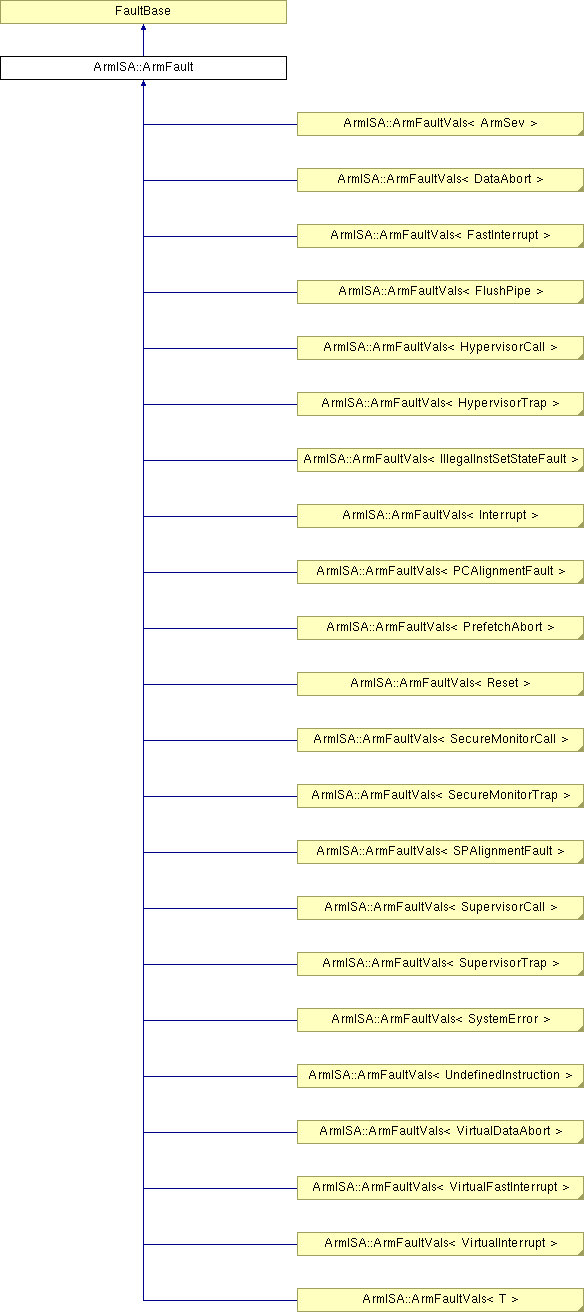 FaultBase
ArmISA::ArmFault
ArmISA::ArmFaultVals< ArmSev >
ArmISA::ArmFaultVals< DataAbort >
ArmISA::ArmFaultVals< FastInterrupt >
ArmISA::ArmFaultVals< FlushPipe >
ArmISA::ArmFaultVals< HypervisorCall >
ArmISA::ArmFaultVals< HypervisorTrap >
ArmISA::ArmFaultVals< IllegalInstSetStateFault >
ArmISA::ArmFaultVals< Interrupt >
ArmISA::ArmFaultVals< PCAlignmentFault >
ArmISA::ArmFaultVals< PrefetchAbort >
ArmISA::ArmFaultVals< Reset >
ArmISA::ArmFaultVals< SecureMonitorCall >
ArmISA::ArmFaultVals< SecureMonitorTrap >
ArmISA::ArmFaultVals< SPAlignmentFault >
ArmISA::ArmFaultVals< SupervisorCall >
ArmISA::ArmFaultVals< SupervisorTrap >
ArmISA::ArmFaultVals< SystemError >
ArmISA::ArmFaultVals< UndefinedInstruction >
ArmISA::ArmFaultVals< VirtualDataAbort >
ArmISA::ArmFaultVals< VirtualFastInterrupt >
ArmISA::ArmFaultVals< VirtualInterrupt >
ArmISA::ArmFaultVals< T >